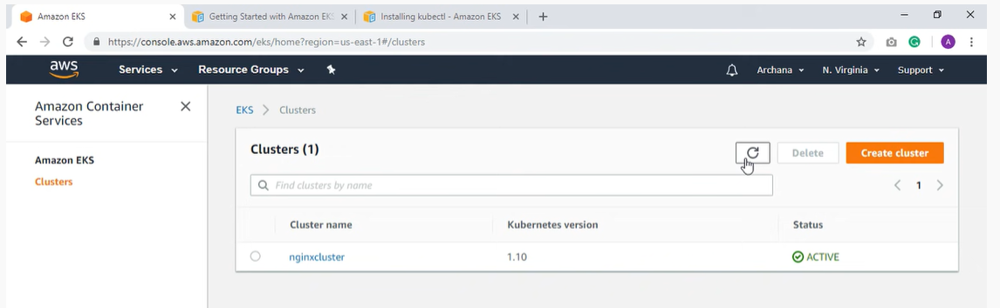 Amazon EKS
Getting Started with Amazon EKS
Installing kubectl - Amazon EKS
https://console.aws.amazon.com/eks/home?region=us-east-1#/clusters
A
aws
Services
Resource Groups
Archana
N. Virginia
Support
Amazon Container
Services
Amazon EKS
Clusters
EKS > Clusters
Clusters (1)
Delete
Create cluster
Find clusters by name
1
Cluster name
Kubernetes version
Status
nginxcluster
1.10
ACTIVE